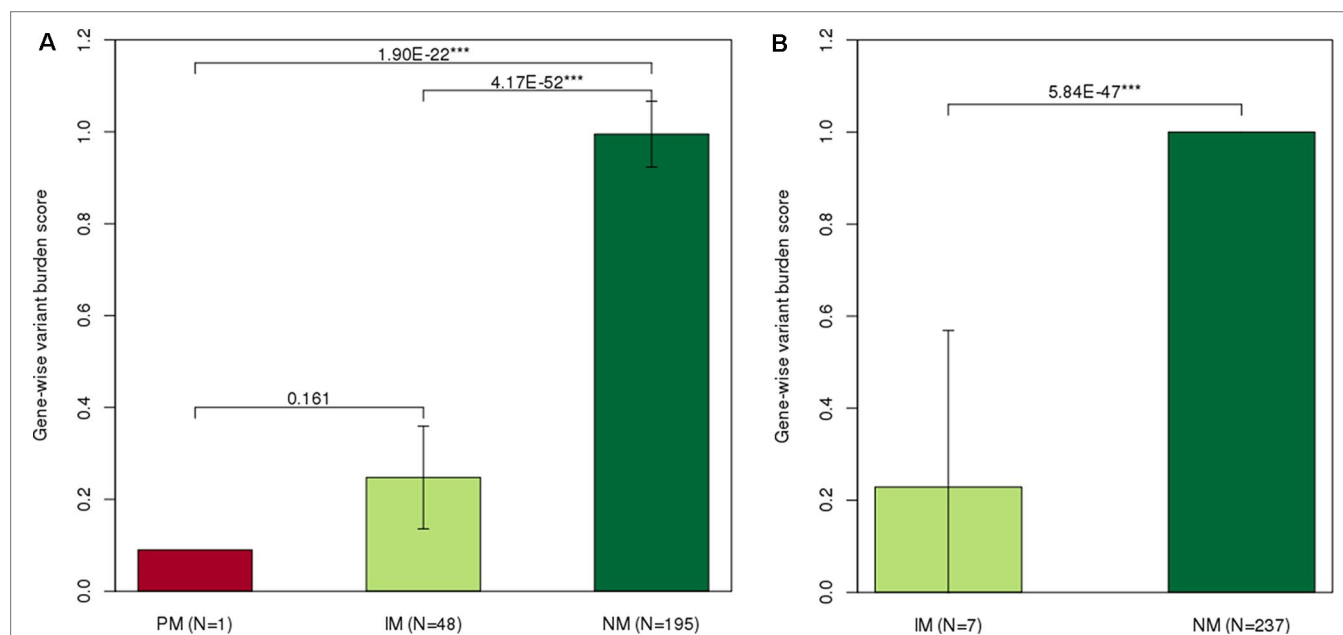 A
Gene-wise variant burden score
1.2
1.0
0.8
0.6
0.4
0.2
0.0
1.90E-22***
4.17E-52***
0.161
PM (N=1)
IM (N=48)
NM (N=195)
B
Gene-wise variant burden score
1.2
1.0
0.8
0.6
0.4
0.2
0.0
5.84E-47***
IM (N=7)
NM (N=237)